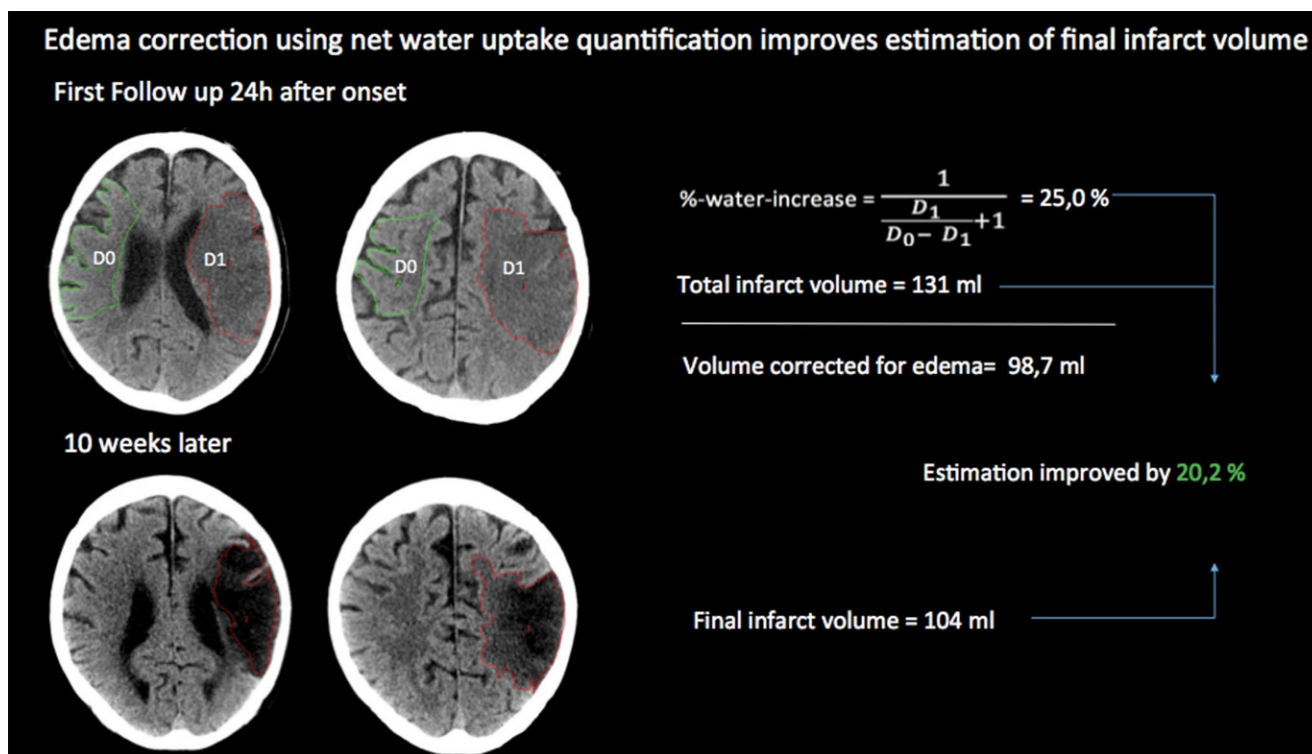 Edema correction using net water uptake quantification improves estimation of final infarct volume
First Follow up 24h after onset
D0
D1
D0
D1
%-water-increase = 1 / (D₁ / (D₀ − D₁) + 1) = 25,0 %
Total infarct volume = 131 ml
Volume corrected for edema= 98,7 ml
10 weeks later
Estimation improved by 20,2 %
Final infarct volume = 104 ml